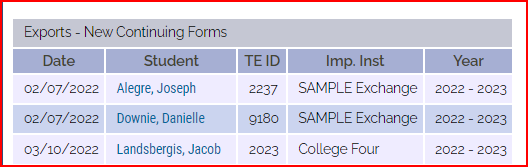 Exports - New Continuing Forms
Date Student TE ID Imp. Inst Year
02/07/2022 Alegre, Joseph 2237 SAMPLE Exchange 2022 - 2023
02/07/2022 Downie, Danielle 9180 SAMPLE Exchange 2022 - 2023
03/10/2022 Landsbergis, Jacob 2023 College Four 2022 - 2023